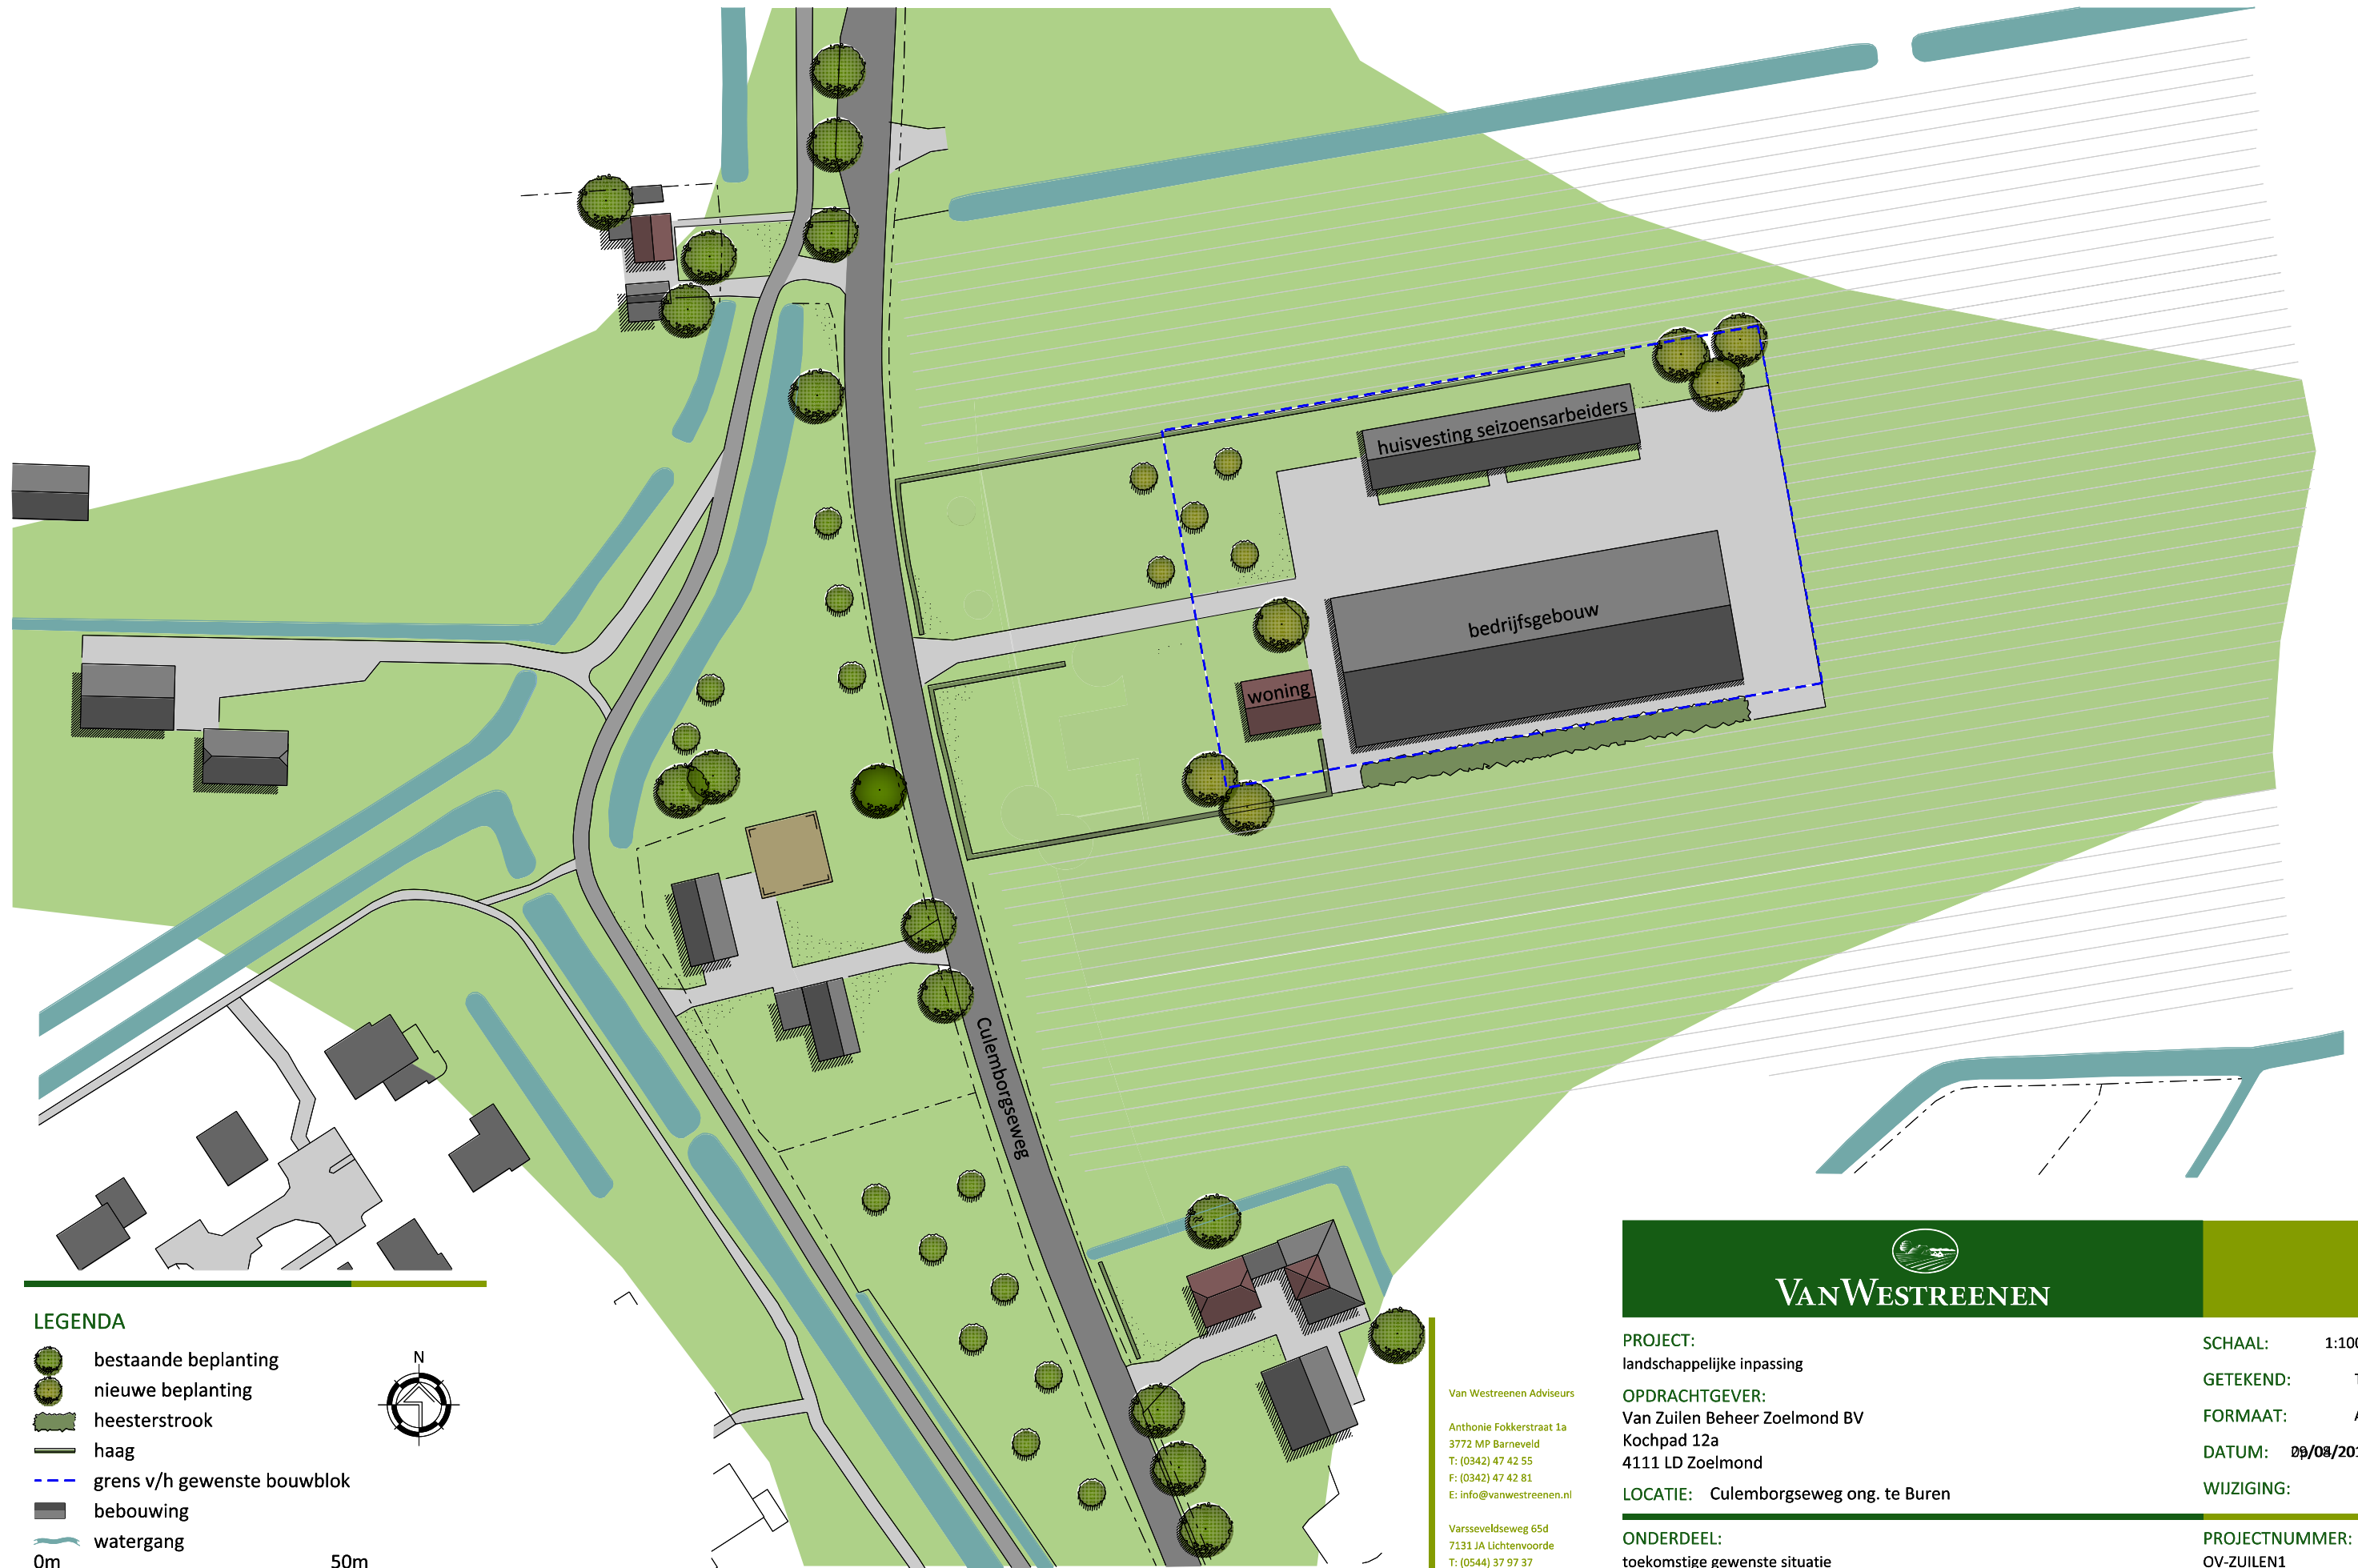 huisvesting seizoensarbeiders
bedrijfsgebouw
woning
Culemborgseweg
LEGENDA
bestaande beplanting
nieuwe beplanting
heesterstrook
haag
grens v/h gewenste bouwblok
bebouwing
watergang
0m 50m
N
Van Westreenen Adviseurs
Anthonie Fokkerstraat 1a
3772 MP Barneveld
T: (0342) 47 42 55
F: (0342) 47 42 81
E: info@vanwestreenen.nl
Varsseveldseweg 65d
7131 JA Lichtenvoorde
T: (0544) 37 97 37
VANWESTREENEN
PROJECT:
landschappelijke inpassing
OPDRACHTGEVER:
Van Zuilen Beheer Zoelmond BV
Kochpad 12a
4111 LD Zoelmond
LOCATIE: Culemborgseweg ong. te Buren
ONDERDEEL:
toekomstige gewenste situatie
SCHAAL: 1:100
GETEKEND:
FORMAAT:
DATUM:
WIJZIGING:
PROJECTNUMMER:
OV-ZUILEN1